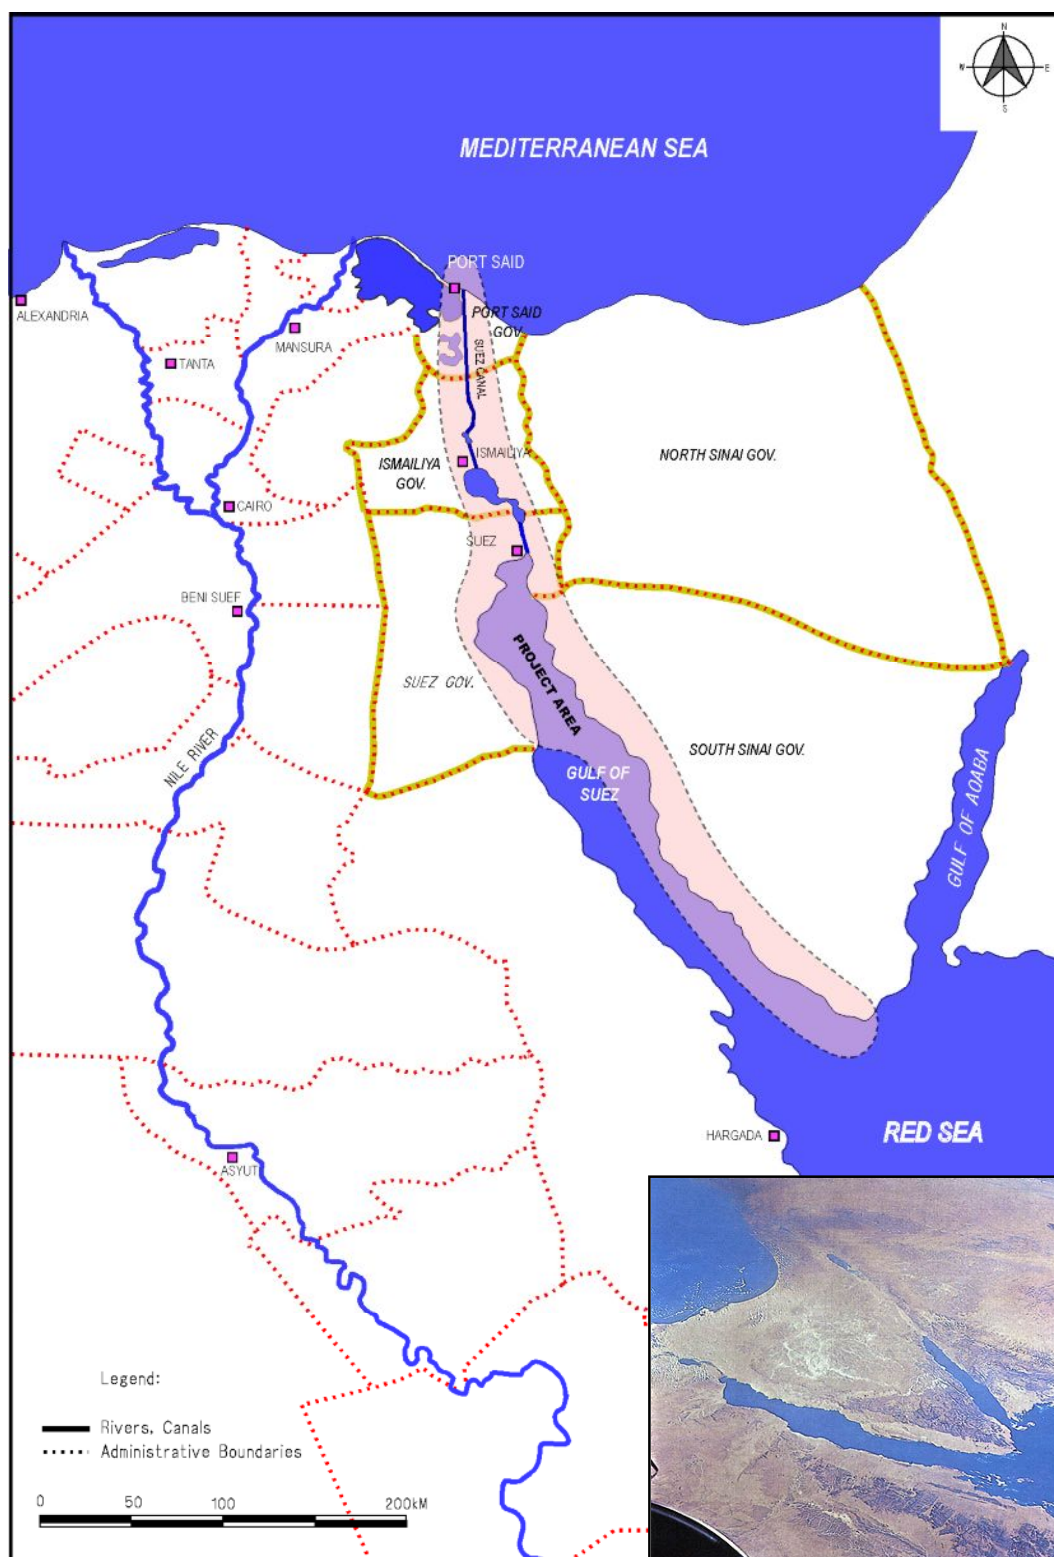 N
W
E
S
MEDITERRANEAN SEA
PORT SAID
PORT SAID
GOV.
ALEXANDRIA
MANSURA
TANTA
SUEZ CANAL
ISMAILIYA
ISMAILIYA
GOV.
NORTH SINAI GOV.
CAIRO
SUEZ
BENI SUEF
PROJECT AREA
SUEZ GOV.
NILE RIVER
SOUTH SINAI GOV.
GULF OF
SUEZ
GULF OF AOABA
HARGADA
RED SEA
ASYUT
Legend:
Rivers, Canals
Administrative Boundaries
0 50 100 200kM